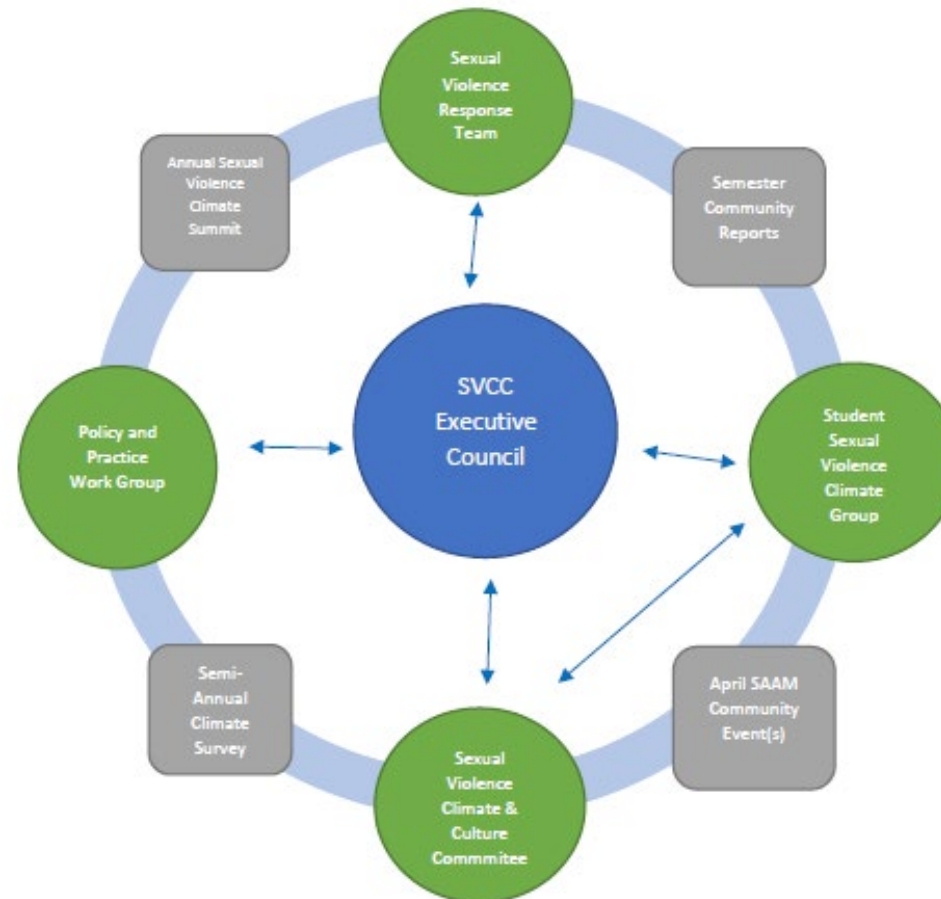 Sexual
Violence
Response
Team
Annual Sexual
Violence
Climate
Summit
Semester
Community
Reports
SVCC
Executive
Council
Policy and
Practice
Work Group
Student
Sexual
Violence
Climate
Group
Semi-
Annual
Climate
Survey
April SAAM
Community
Event(s)
Sexual
Violence
Climate &
Culture
Commmitee